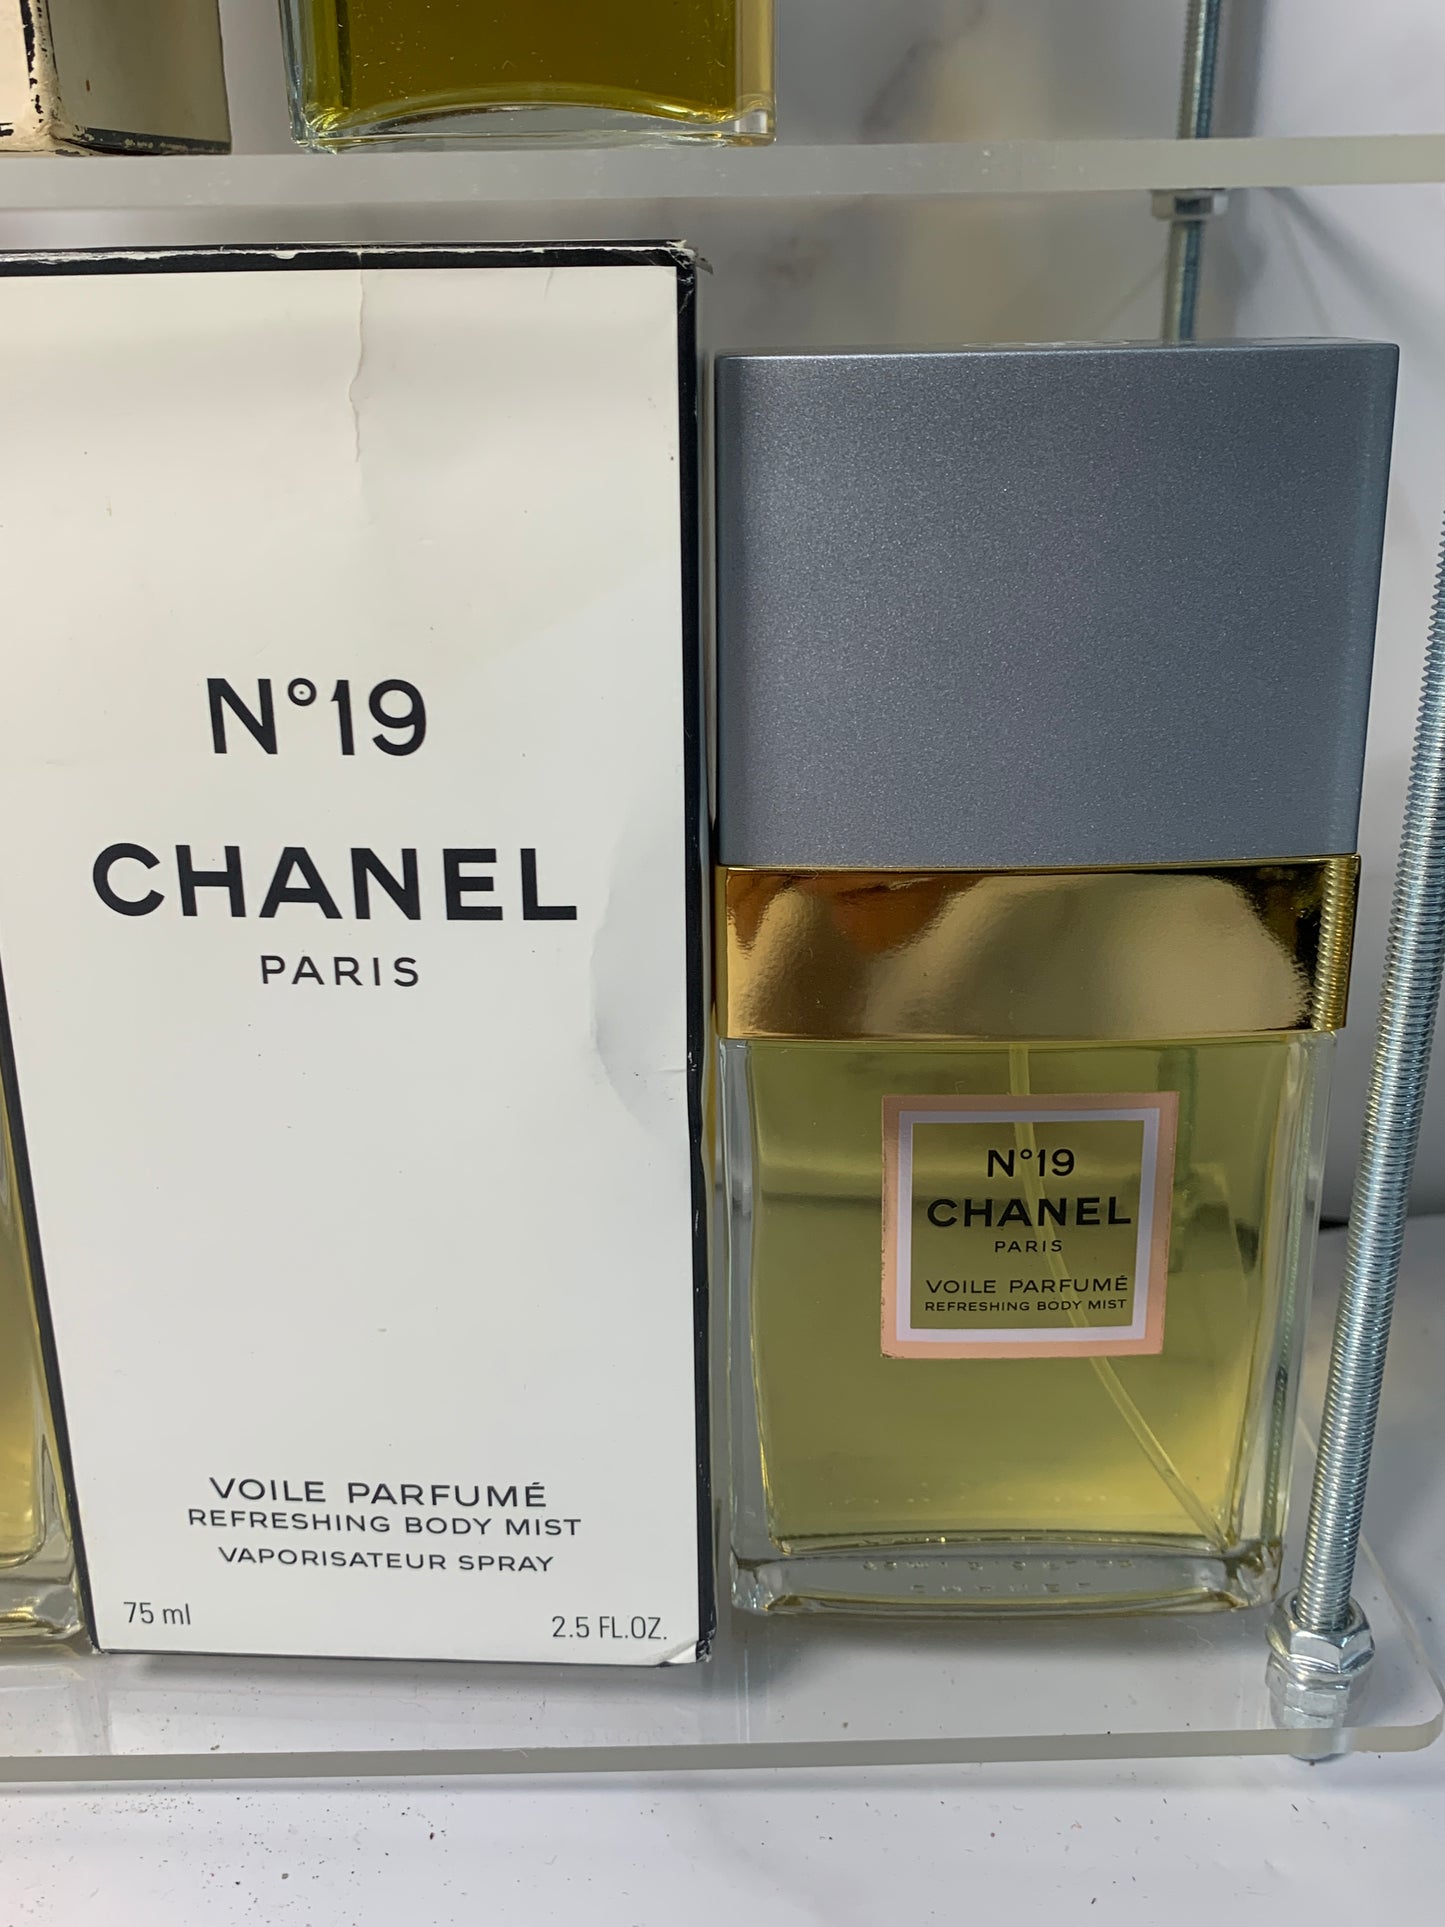 N°19
CHANEL
PARIS
VOILE PARFUMÉ
REFRESHING BODY MIST
VAPORISATEUR SPRAY
75 ml
2.5 FL.OZ.
N°19
CHANEL
PARIS
VOILE PARFUMÉ
REFRESHING BODY MIST